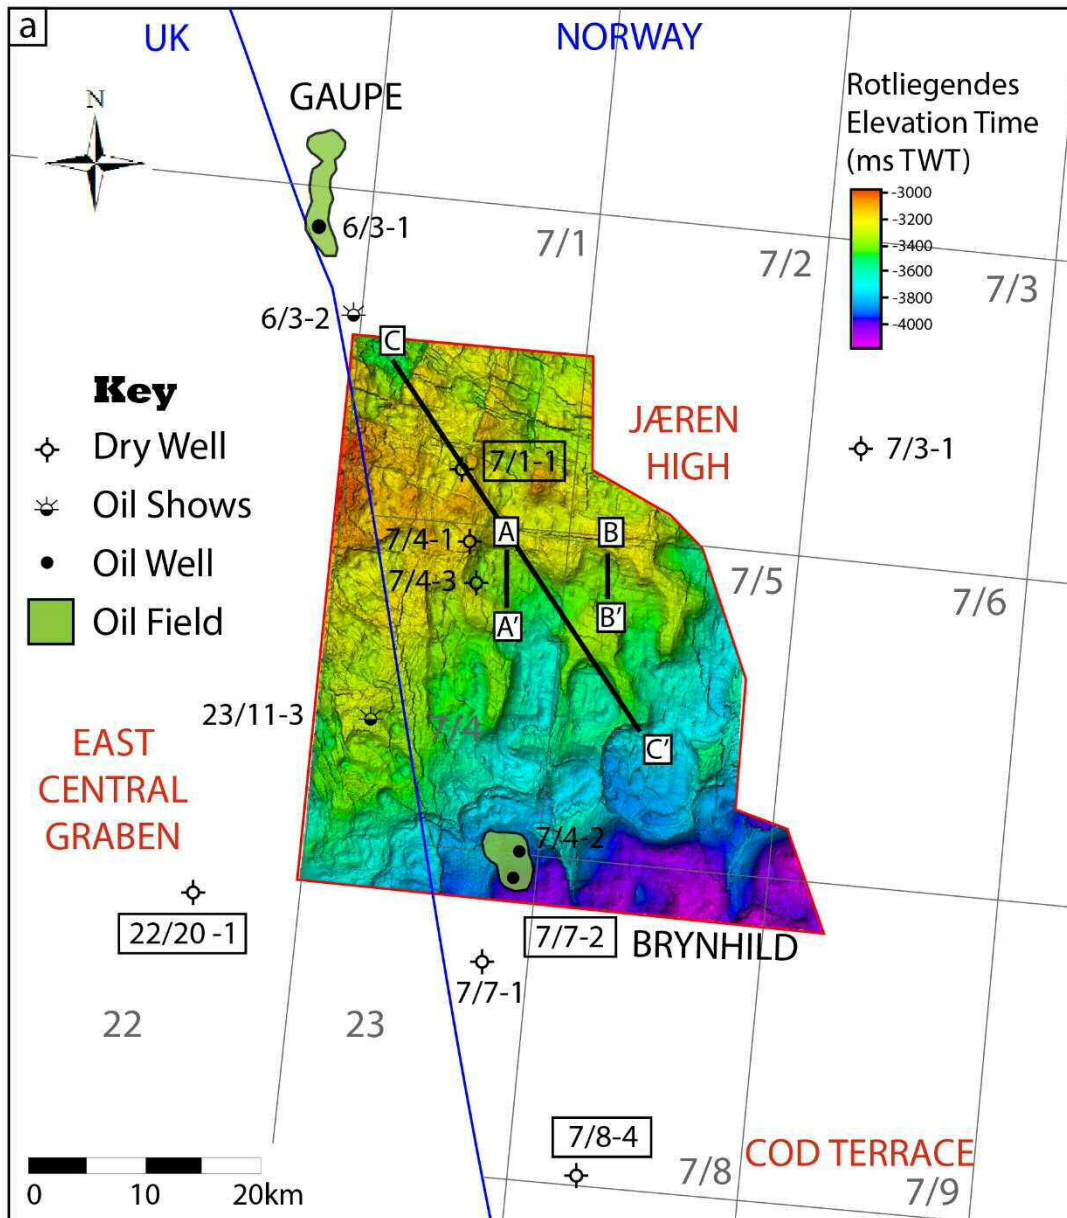 a
UK
NORWAY
N
GAUPE
Rotliegendes
Elevation Time
(ms TWT)
-3000
-3200
-3400
-3600
-3800
-4000
6/3-1
7/1
7/2
7/3
6/3-2
C
Key
Dry Well
Oil Shows
Oil Well
Oil Field
JÆREN
HIGH
7/3-1
7/1-1
7/4-1
A
B
7/4-3
A'
B'
7/5
7/6
23/11-3
7/4
C'
EAST
CENTRAL
GRABEN
7/4-2
22/20 -1
7/7-2
BRYNHILD
7/7-1
22
23
7/8-4
7/8
COD TERRACE
7/9
0
10
20km